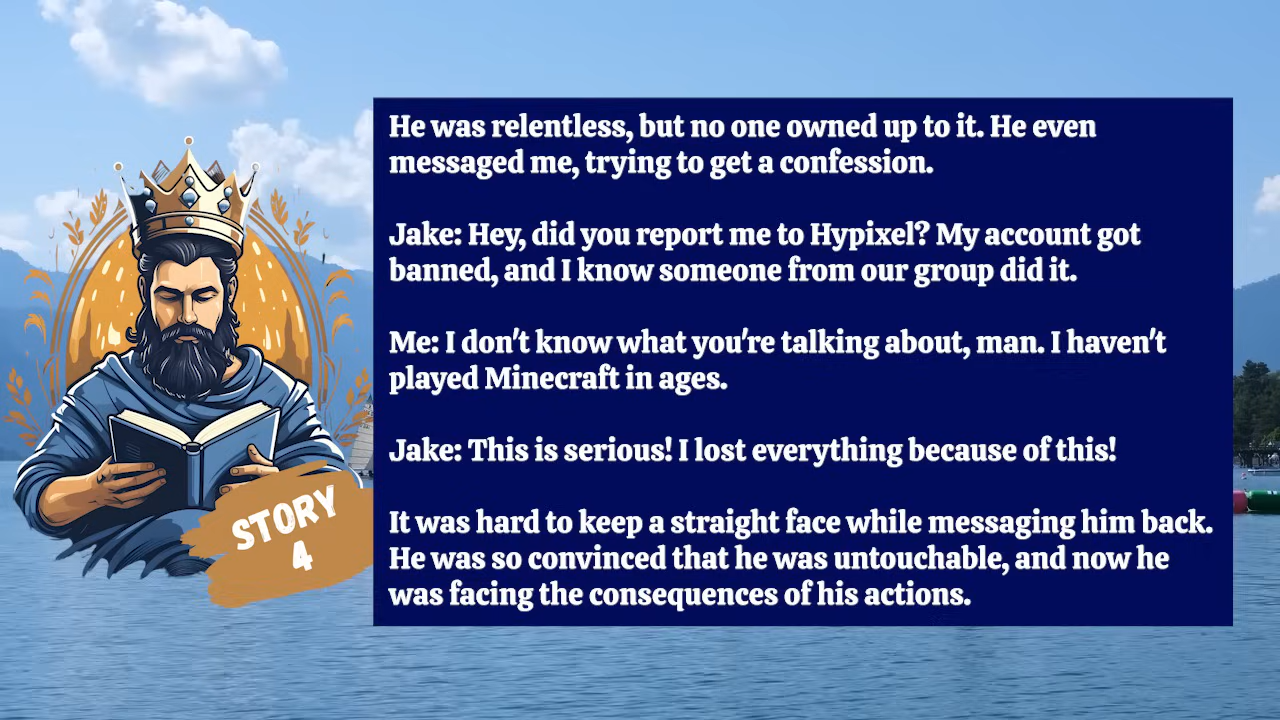 He was relentless, but no one owned up to it. He even
messaged me, trying to get a confession.
Jake: Hey, did you report me to Hypixel? My account got
banned, and I know someone from our group did it.
Me: I don't know what you're talking about, man. I haven't
played Minecraft in ages.
Jake: This is serious! I lost everything because of this!
It was hard to keep a straight face while messaging him back.
He was so convinced that he was untouchable, and now he
was facing the consequences of his actions.
STORY
4